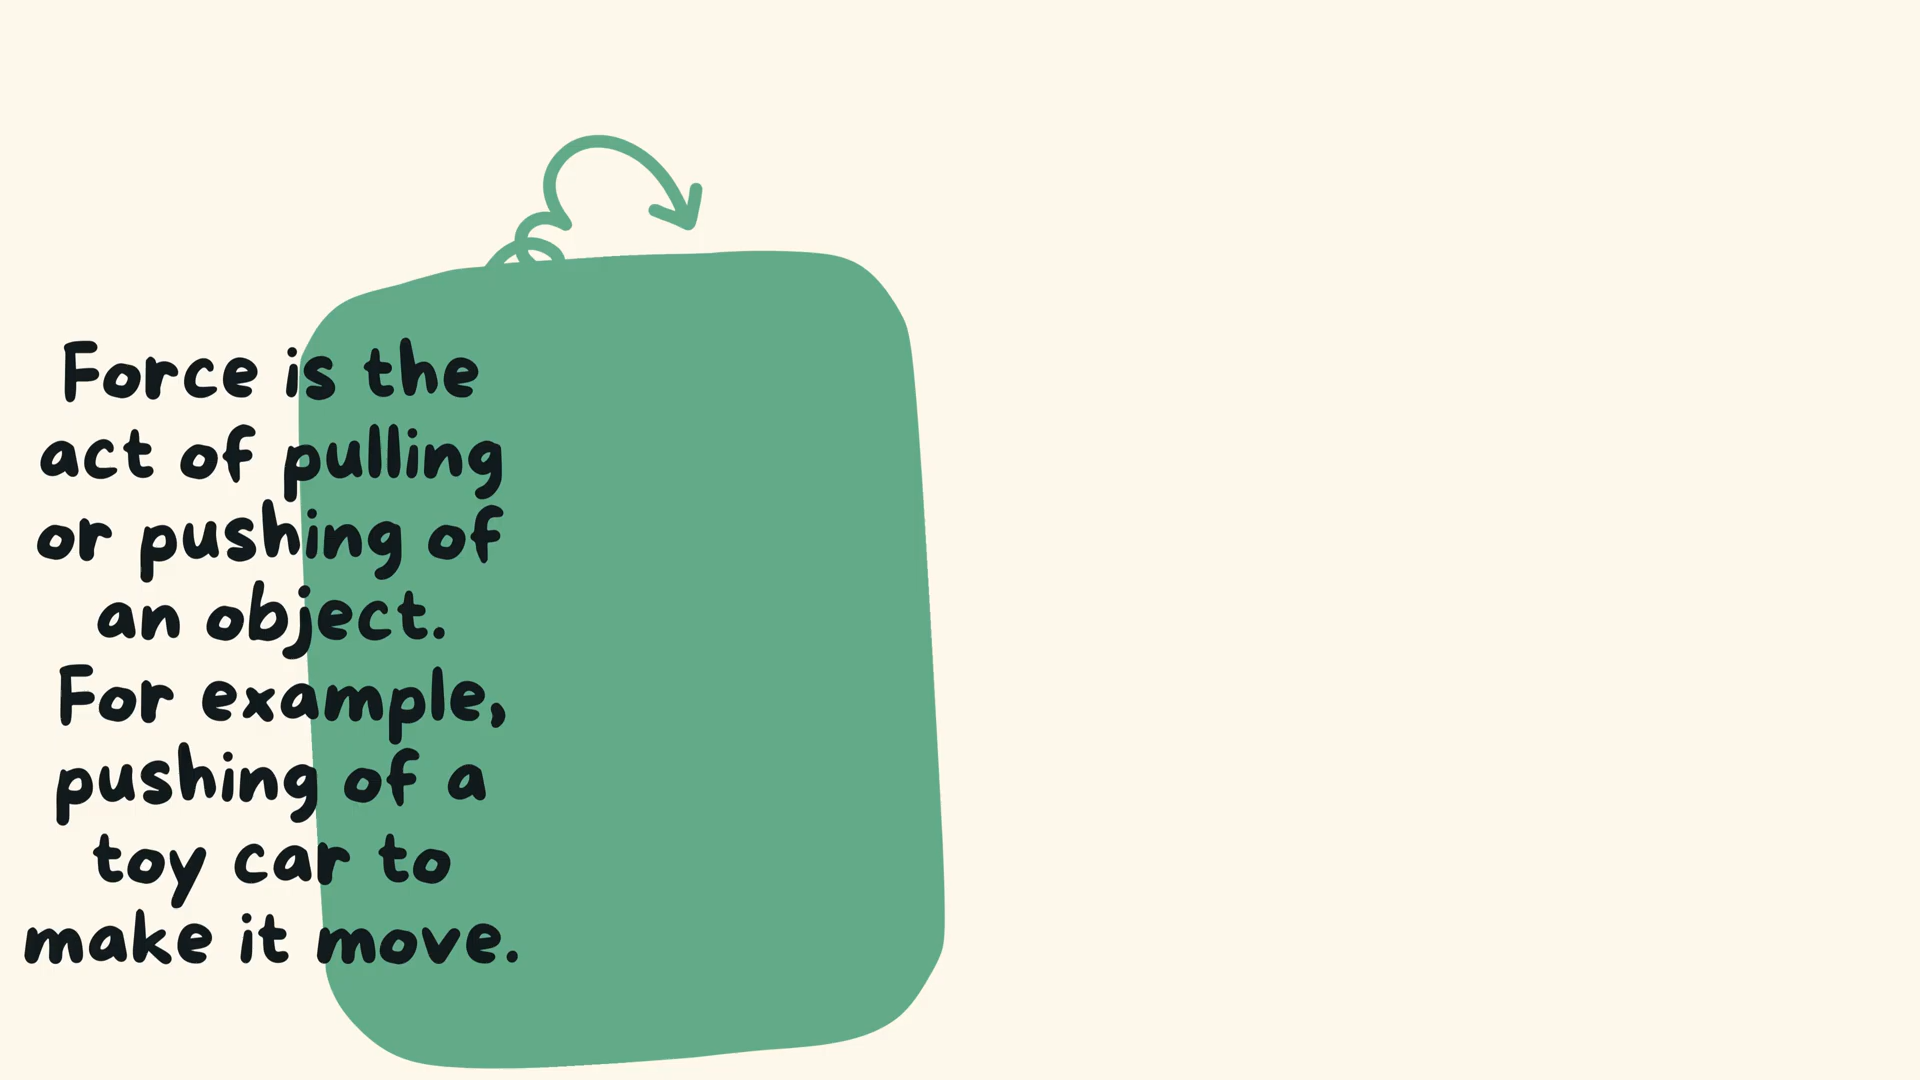 Force is the
act of pulling
or pushing of
an object.
For example,
pushing of a
toy car to
make it move.